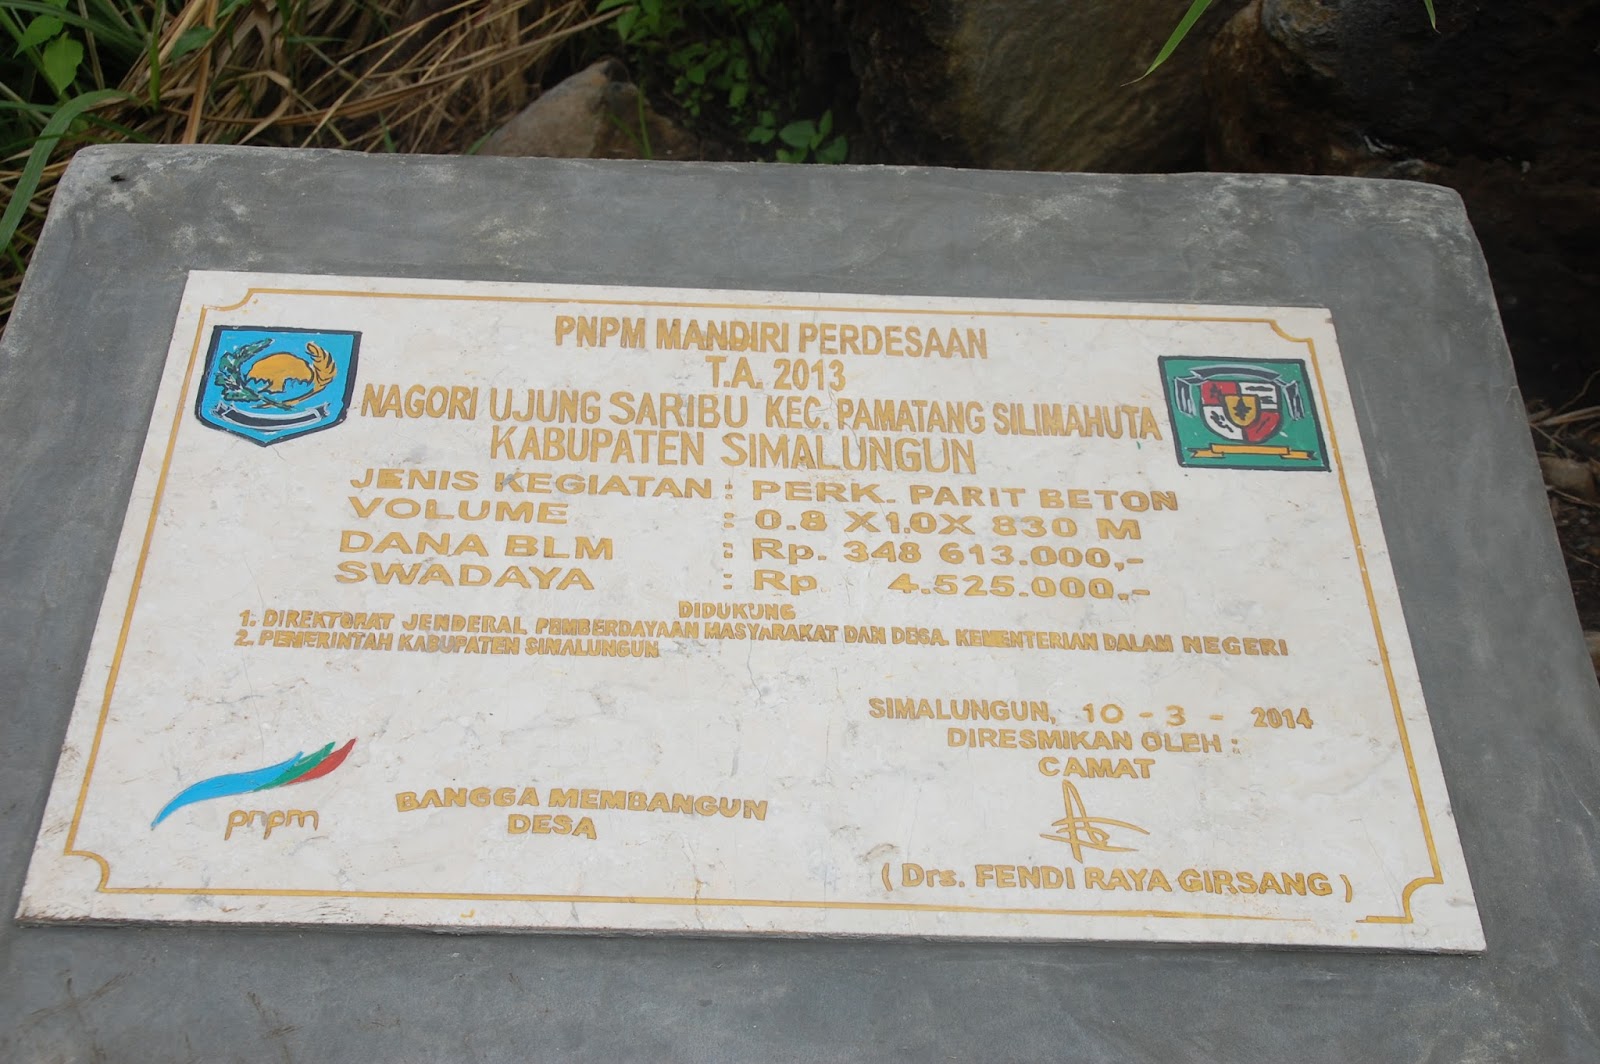 PNPM MANDIRI PERDESAAN
T.A. 2013
NAGORI UJUNG SARIBU KEC. PAMATANG SILIMAHUTA
KABUPATEN SIMALUNGUN
JENIS KEGIATAN : PERK. PARIT BETON
VOLUME : 0.8 X 1.0 X 830 M
DANA BLM : Rp. 348 613.000,-
SWADAYA : Rp 4.525.000,-
DIDUKUNG
1. DIREKTORAT JENDERAL PEMBERDAYAAN MASYARAKAT DAN DESA. KEMENTERIAN DALAM NEGERI
2. PEMERINTAH KABUPATEN SIMALUNGUN
SIMALUNGUN, 10 - 3 - 2014
DIRESMIKAN OLEH :
CAMAT
pnpm
BANGGA MEMBANGUN
DESA
( Drs. FENDI RAYA GIRSANG )